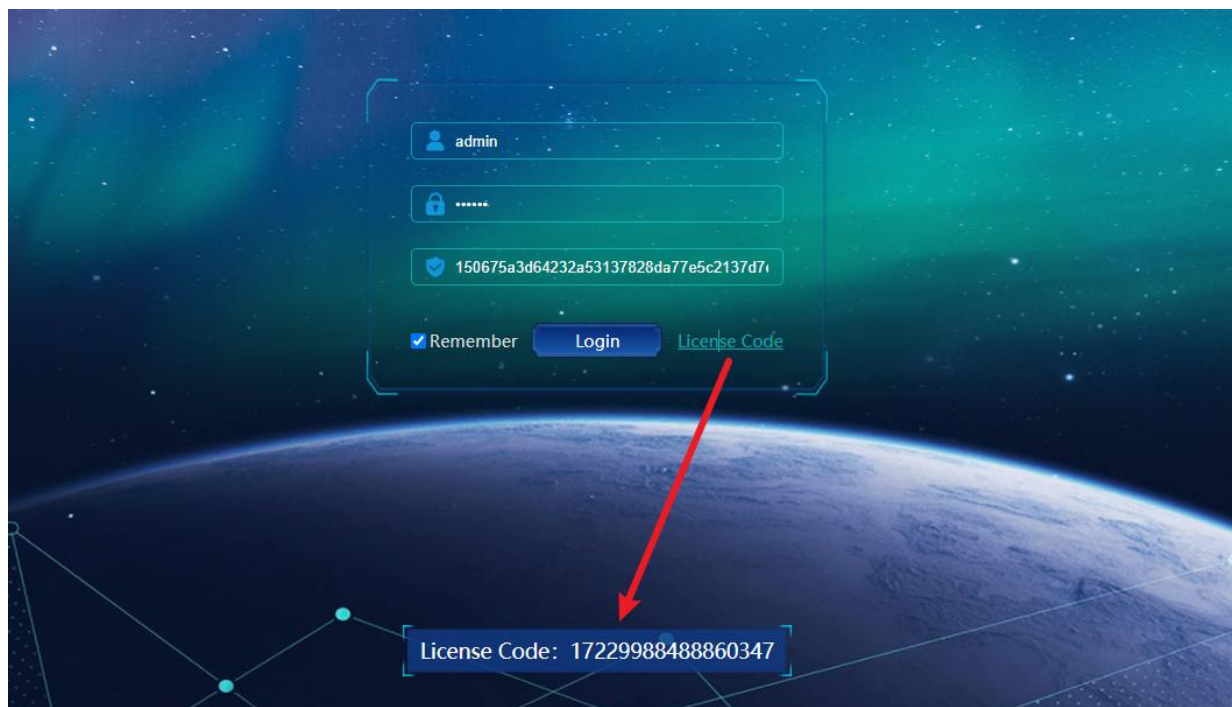 admin
••••••
150675a3d64232a53137828da77e5c2137d7
Remember Login License Code
License Code: 17229988488860347